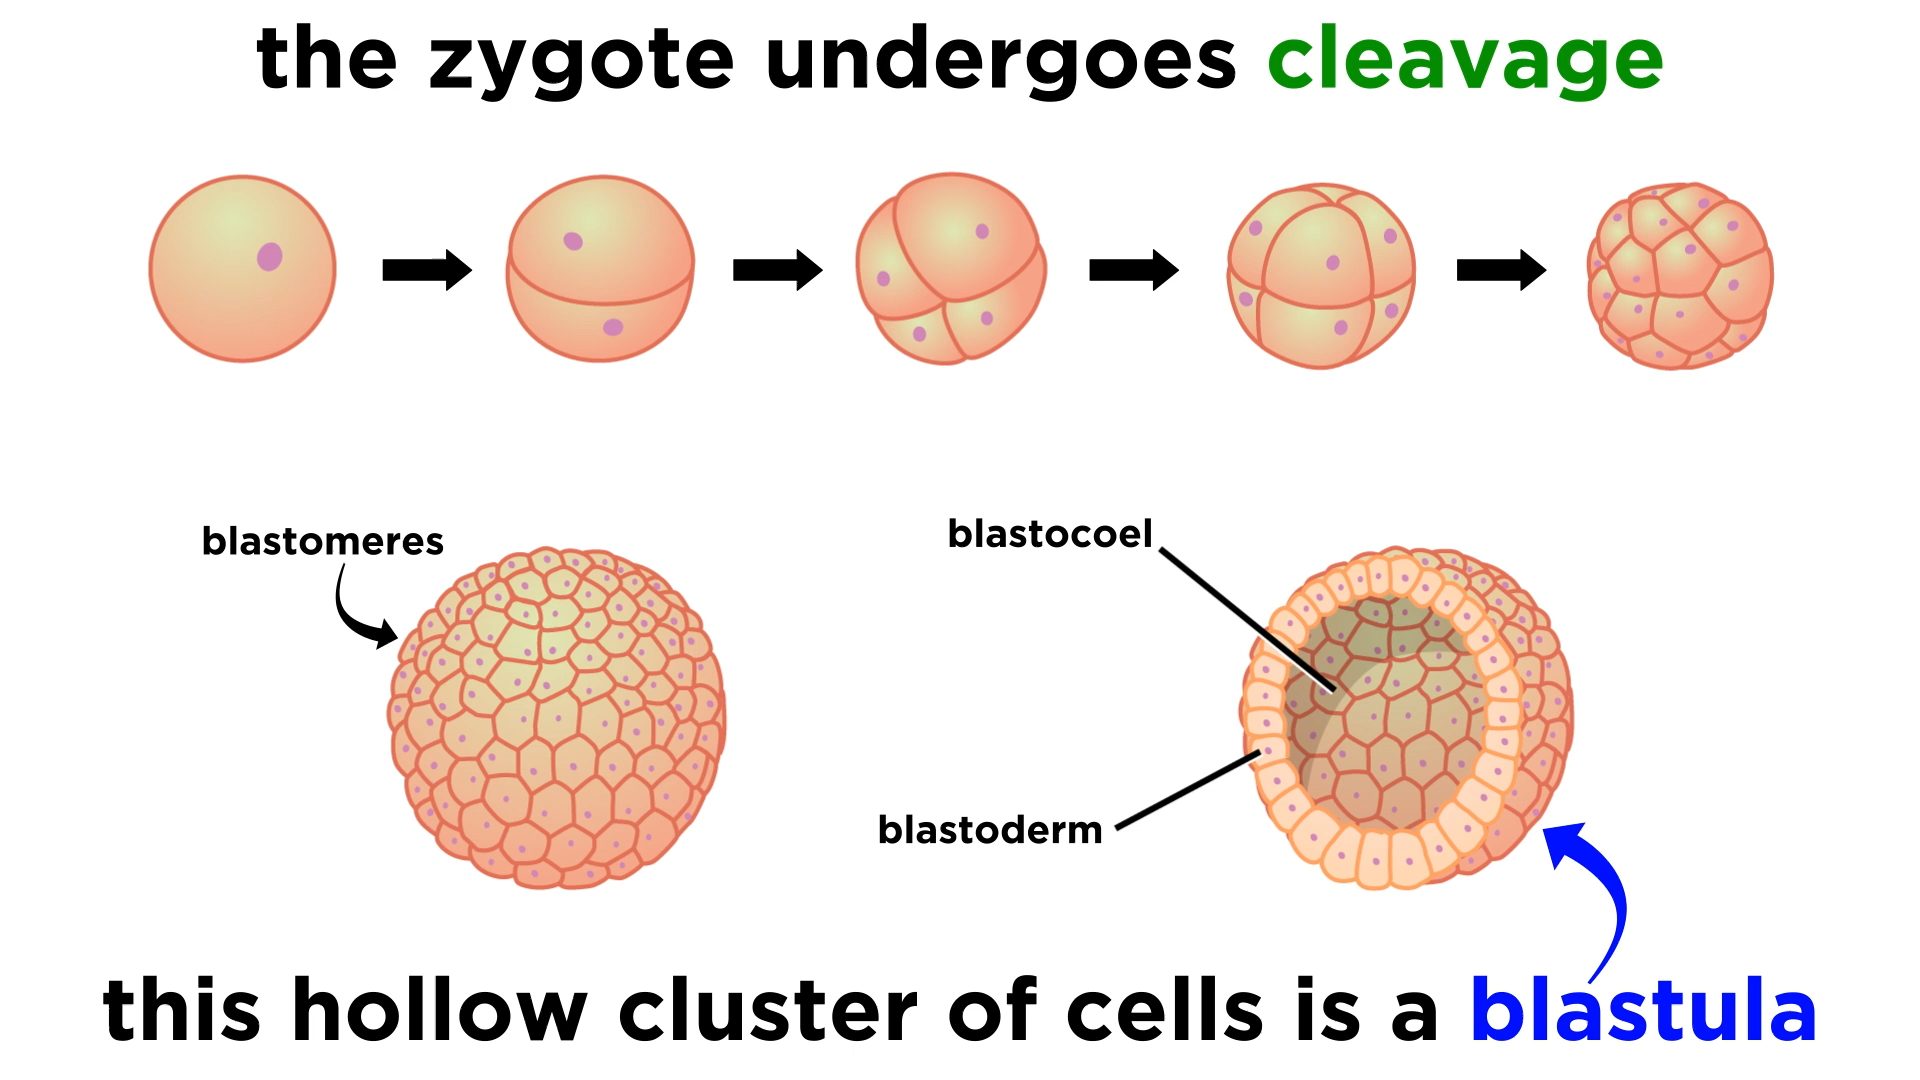 the zygote undergoes cleavage
blastomeres
blastocoel
blastoderm
this hollow cluster of cells is a blastula